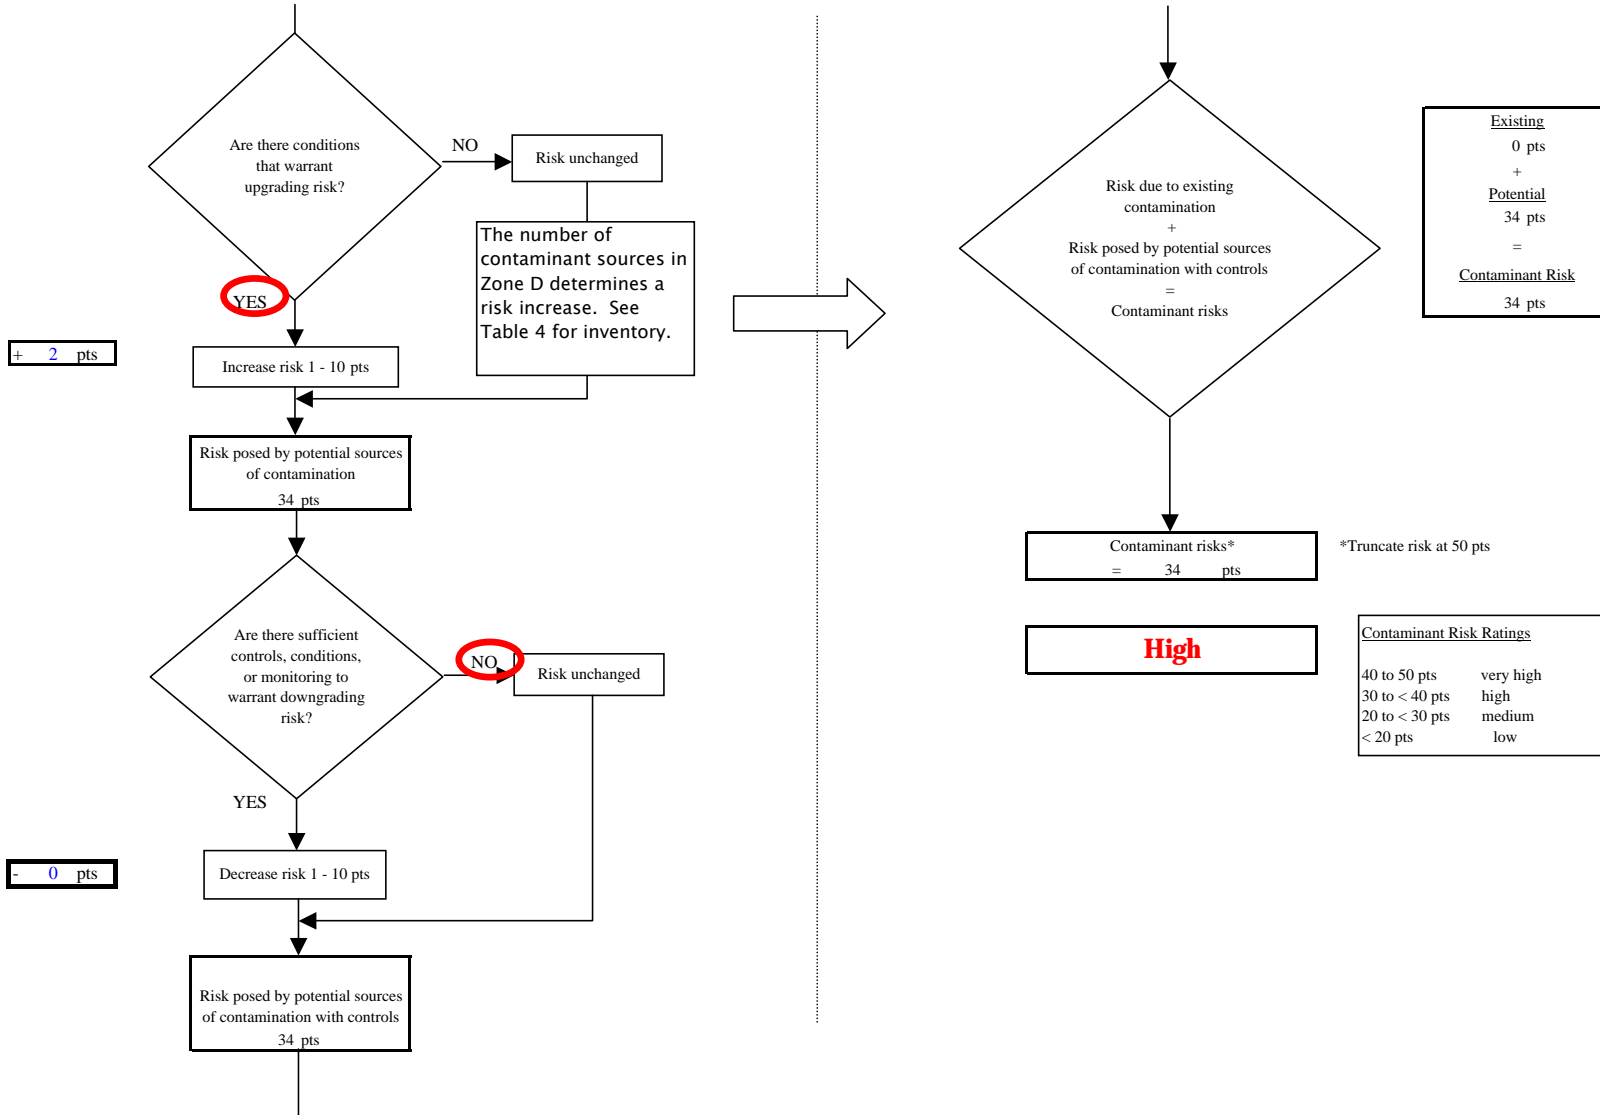 Are there conditions
that warrant
upgrading risk?
NO
Risk unchanged
The number of
contaminant sources in
Zone D determines a
risk increase.  See
Table 4 for inventory.
YES
+ 2 pts
Increase risk 1 - 10 pts
Risk posed by potential sources
of contamination
34 pts
Are there sufficient
controls, conditions,
or monitoring to
warrant downgrading
risk?
NO
Risk unchanged
YES
- 0 pts
Decrease risk 1 - 10 pts
Risk posed by potential sources
of contamination with controls
34 pts
Risk due to existing
contamination
+
Risk posed by potential sources
of contamination with controls
=
Contaminant risks
Existing
0 pts
+
Potential
34 pts
=
Contaminant Risk
34 pts
Contaminant risks*
= 34 pts
*Truncate risk at 50 pts
High
Contaminant Risk Ratings
40 to 50 pts very high
30 to < 40 pts high
20 to < 30 pts medium
< 20 pts low